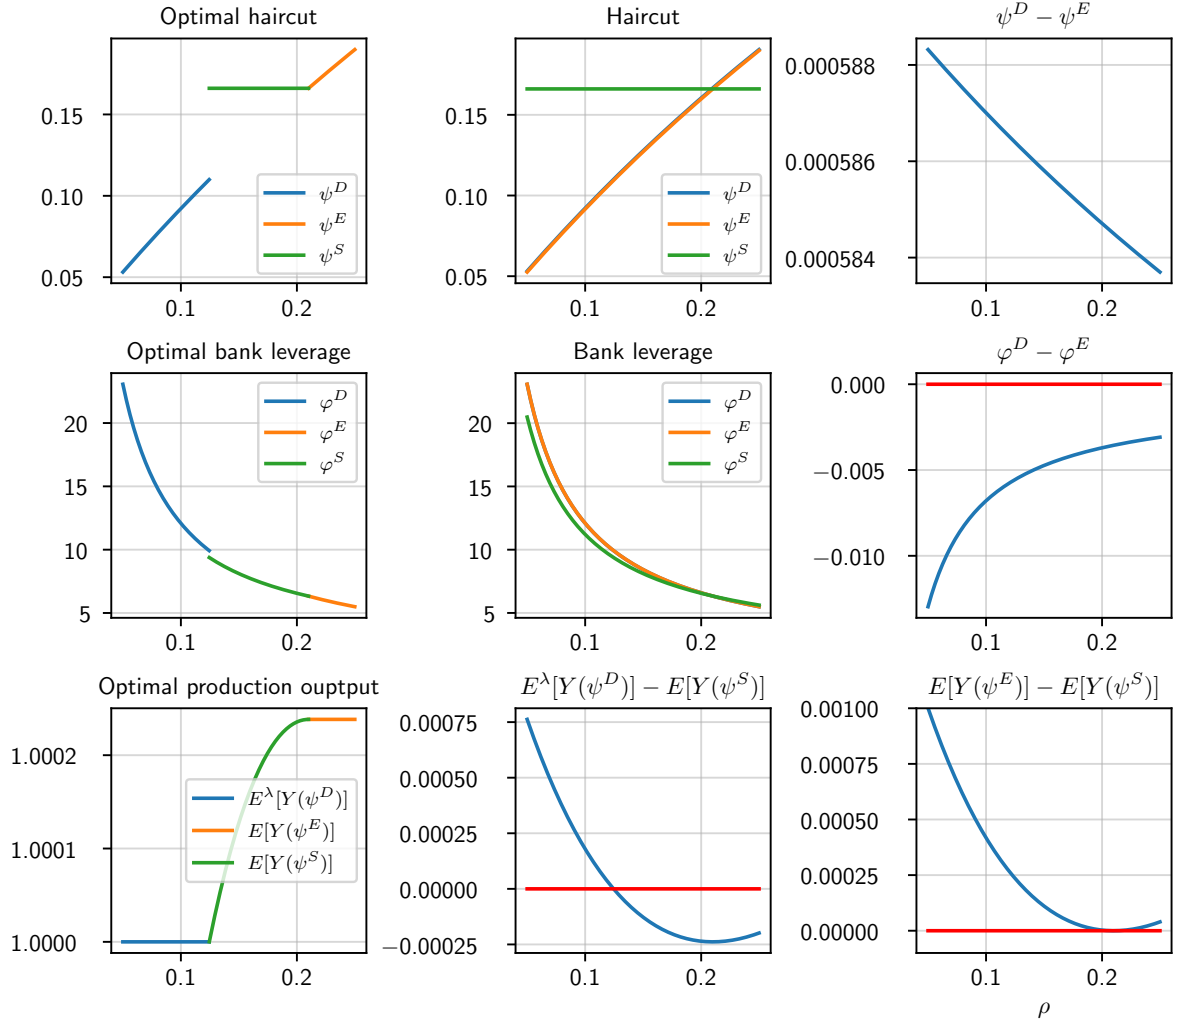 Optimal haircut
0.15
0.10
0.05
0.1 0.2
ψ^D
ψ^E
ψ^S
Haircut
0.15
0.10
0.05
0.1 0.2
ψ^D
ψ^E
ψ^S
ψ^D − ψ^E
0.000588
0.000586
0.000584
0.1 0.2
Optimal bank leverage
20
15
10
5
0.1 0.2
φ^D
φ^E
φ^S
Bank leverage
20
15
10
5
0.1 0.2
φ^D
φ^E
φ^S
φ^D − φ^E
0.000
−0.005
−0.010
0.1 0.2
Optimal production ouptput
1.0002
1.0001
1.0000
0.1 0.2
E^λ[Y(ψ^D)]
E[Y(ψ^E)]
E[Y(ψ^S)]
E^λ[Y(ψ^D)] − E[Y(ψ^S)]
0.00075
0.00050
0.00025
0.00000
−0.00025
0.1 0.2
E[Y(ψ^E)] − E[Y(ψ^S)]
0.00100
0.00075
0.00050
0.00025
0.00000
0.1 0.2
ρ